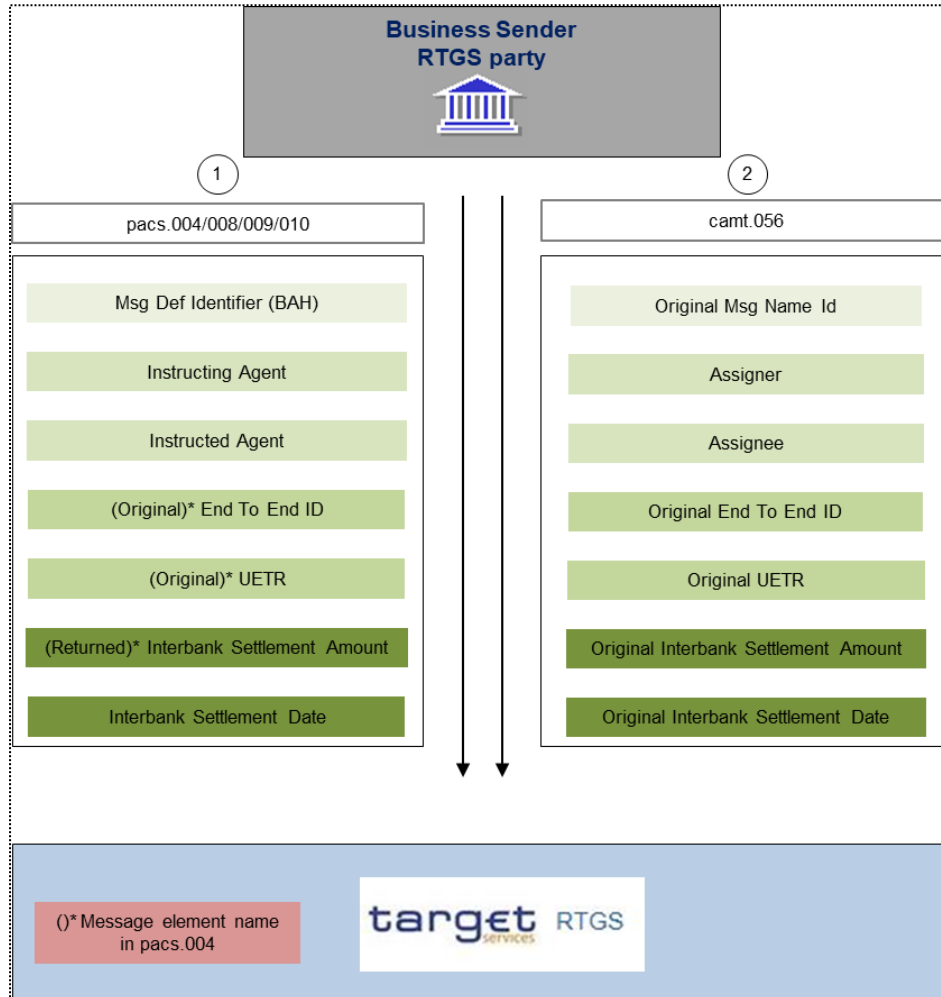 Business Sender
RTGS party
1
2
pacs.004/008/009/010
camt.056
Msg Def Identifier (BAH)
Original Msg Name Id
Instructing Agent
Assigner
Instructed Agent
Assignee
(Original)* End To End ID
Original End To End ID
(Original)* UETR
Original UETR
(Returned)* Interbank Settlement Amount
Original Interbank Settlement Amount
Interbank Settlement Date
Original Interbank Settlement Date
()* Message element name
in pacs.004
target RTGS
services